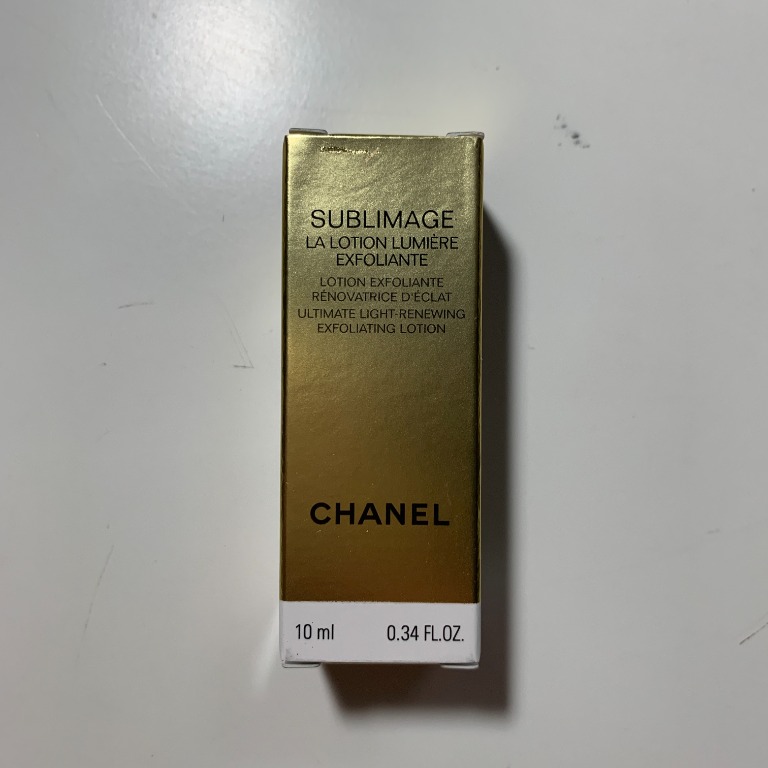 SUBLIMAGE
LA LOTION LUMIÈRE
EXFOLIANTE
LOTION EXFOLIANTE
RÉNOVATRICE D'ÉCLAT
ULTIMATE LIGHT-RENEWING
EXFOLIATING LOTION
CHANEL
10 ml 0.34 FL.OZ.